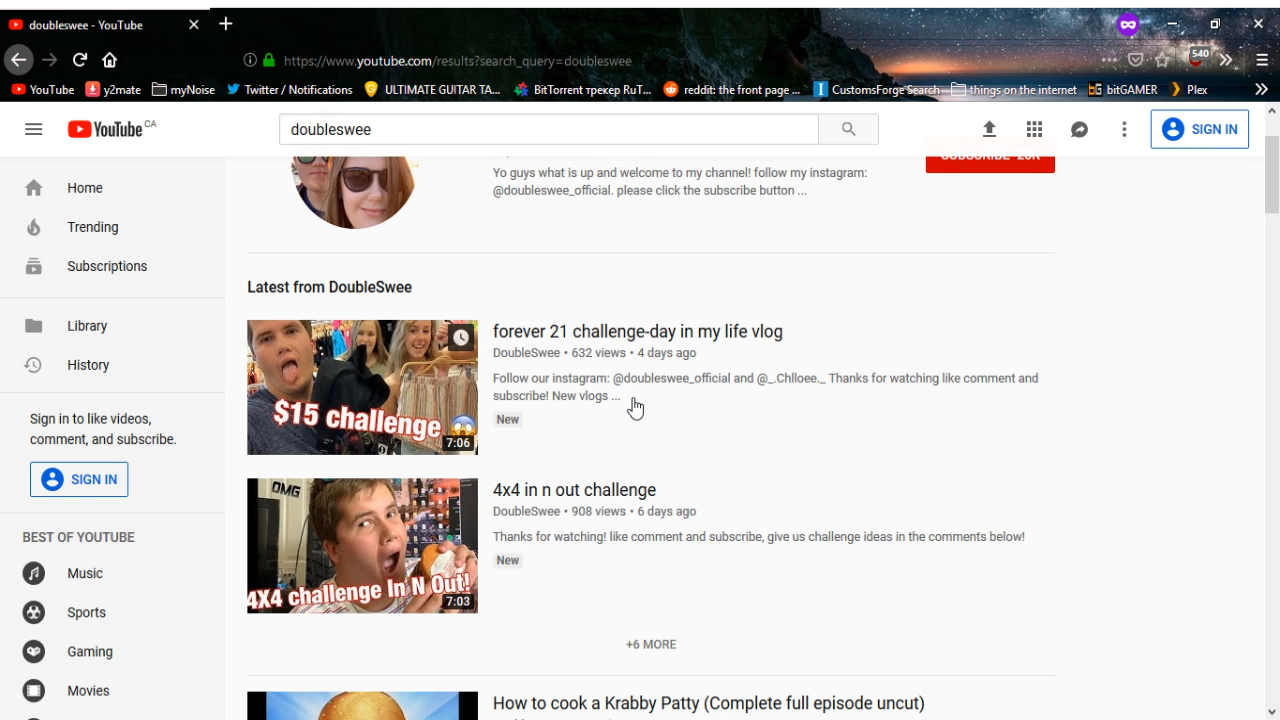 doubleswee - YouTube
https://www.youtube.com/results?search_query=doubleswee
540
YouTube y2mate myNoise Twitter / Notifications ULTIMATE GUITAR TA... BitTorrent трекер RuT... reddit: the front page ... CustomsForge Search things on the internet bitGAMER Plex
YouTube CA
doubleswee
SIGN IN
Home
Trending
Subscriptions
Library
History
Sign in to like videos,
comment, and subscribe.
SIGN IN
BEST OF YOUTUBE
Music
Sports
Gaming
Movies
Yo guys what is up and welcome to my channel! follow my instagram:
@doubleswee_official. please click the subscribe button ...
SUBSCRIBE 20K
Latest from DoubleSwee
$15 challenge
7:06
forever 21 challenge-day in my life vlog
DoubleSwee • 632 views • 4 days ago
Follow our instagram: @doubleswee_official and @_.Chlloee._ Thanks for watching like comment and
subscribe! New vlogs ...
New
OMG
4X4 challenge In N Out!
7:03
4x4 in n out challenge
DoubleSwee • 908 views • 6 days ago
Thanks for watching! like comment and subscribe, give us challenge ideas in the comments below!
New
+6 MORE
How to cook a Krabby Patty (Complete full episode uncut)